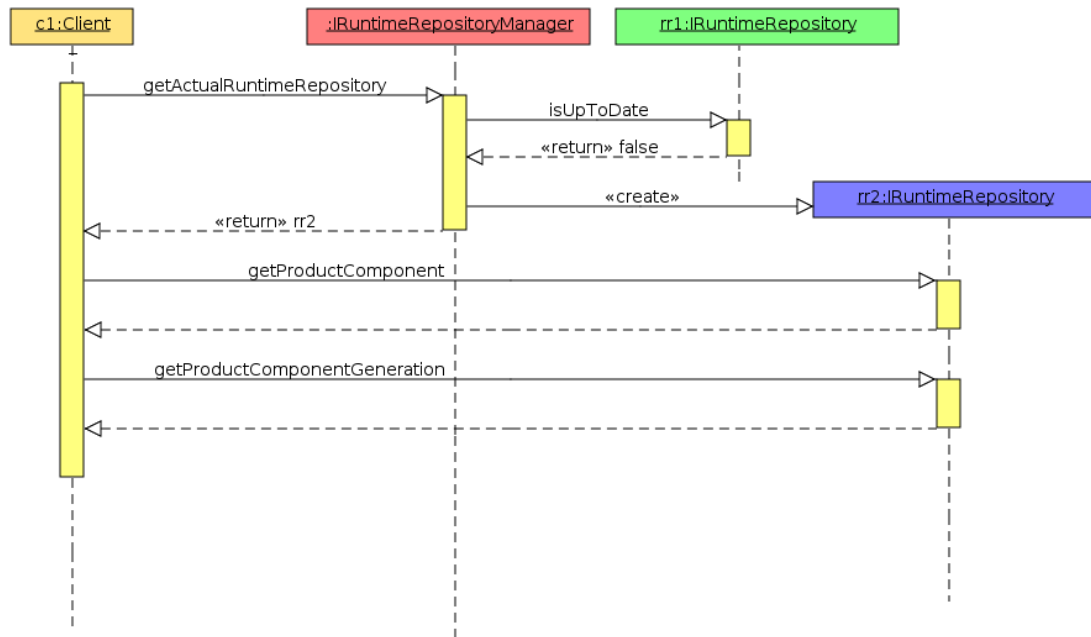 c1:Client
:IRuntimeRepositoryManager
rr1:IRuntimeRepository
getActualRuntimeRepository
isUpToDate
«return» false
rr2:IRuntimeRepository
«create»
«return» rr2
getProductComponent
getProductComponentGeneration